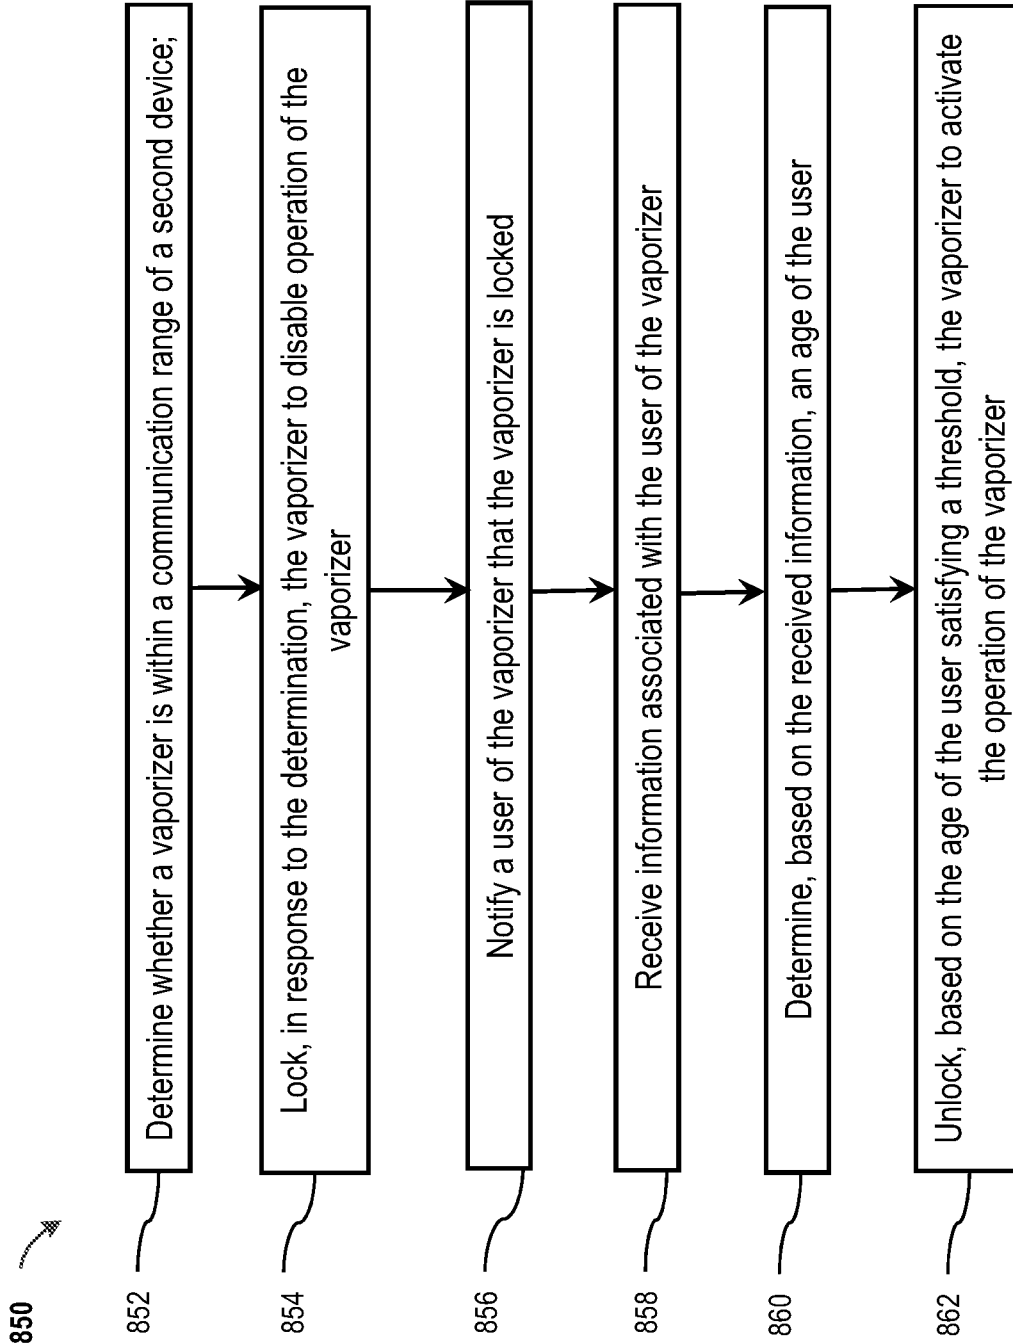 850
852
Determine whether a vaporizer is within a communication range of a second device;
854
Lock, in response to the determination, the vaporizer to disable operation of the
vaporizer
856
Notify a user of the vaporizer that the vaporizer is locked
858
Receive information associated with the user of the vaporizer
860
Determine, based on the received information, an age of the user
862
Unlock, based on the age of the user satisfying a threshold, the vaporizer to activate
the operation of the vaporizer